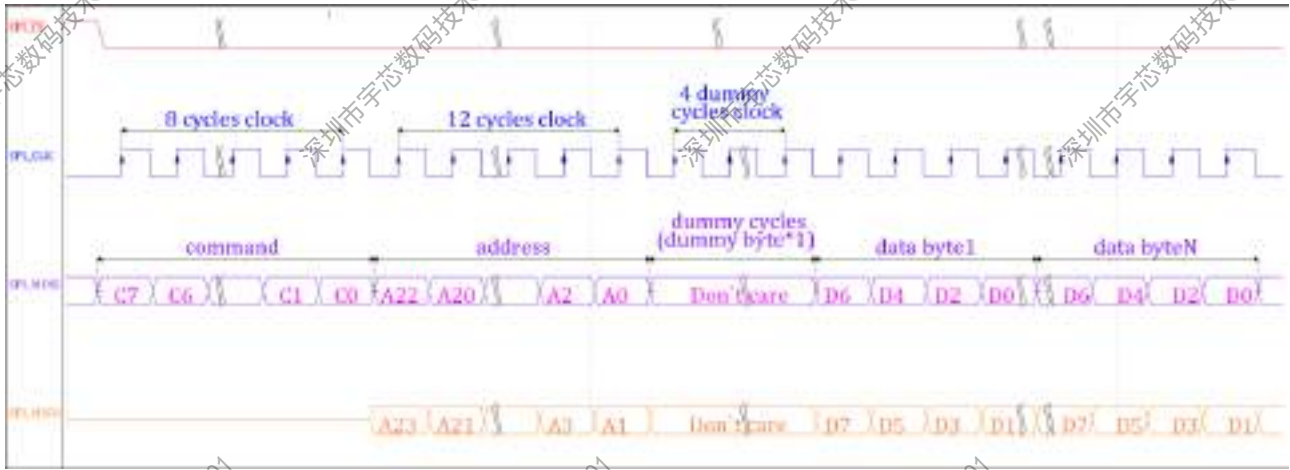 深圳市宇芯数码技术
深圳市宇芯数码技术
深圳市宇芯数码技术
4 dummy
8 cycles clock 12 cycles clock cycles clock
SPI_CLK
dummy cycles
command address (dummy byte*1) data byte1 data byteN
C7 C6 C1 C0 A22 A20 A2 A0 Don't care D6 D4 D2 D0 D6 D4 D2 D0
A23 A21 A3 A1 Don't care D7 D5 D3 D1 D7 D5 D3 D1